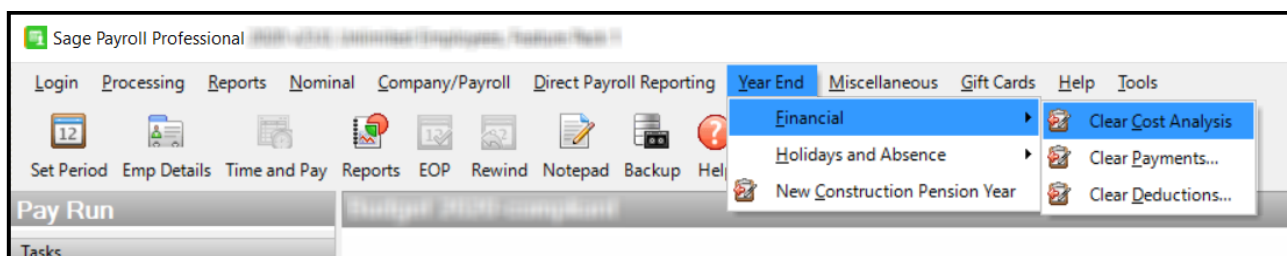 Sage Payroll Professional
Login Processing Reports Nominal Company/Payroll Direct Payroll Reporting Year End Miscellaneous Gift Cards Help Tools
Financial
Clear Cost Analysis
Holidays and Absence
Clear Payments...
New Construction Pension Year
Clear Deductions...
12
Set Period Emp Details Time and Pay Reports EOP Rewind Notepad Backup Hel
Pay Run
Tasks